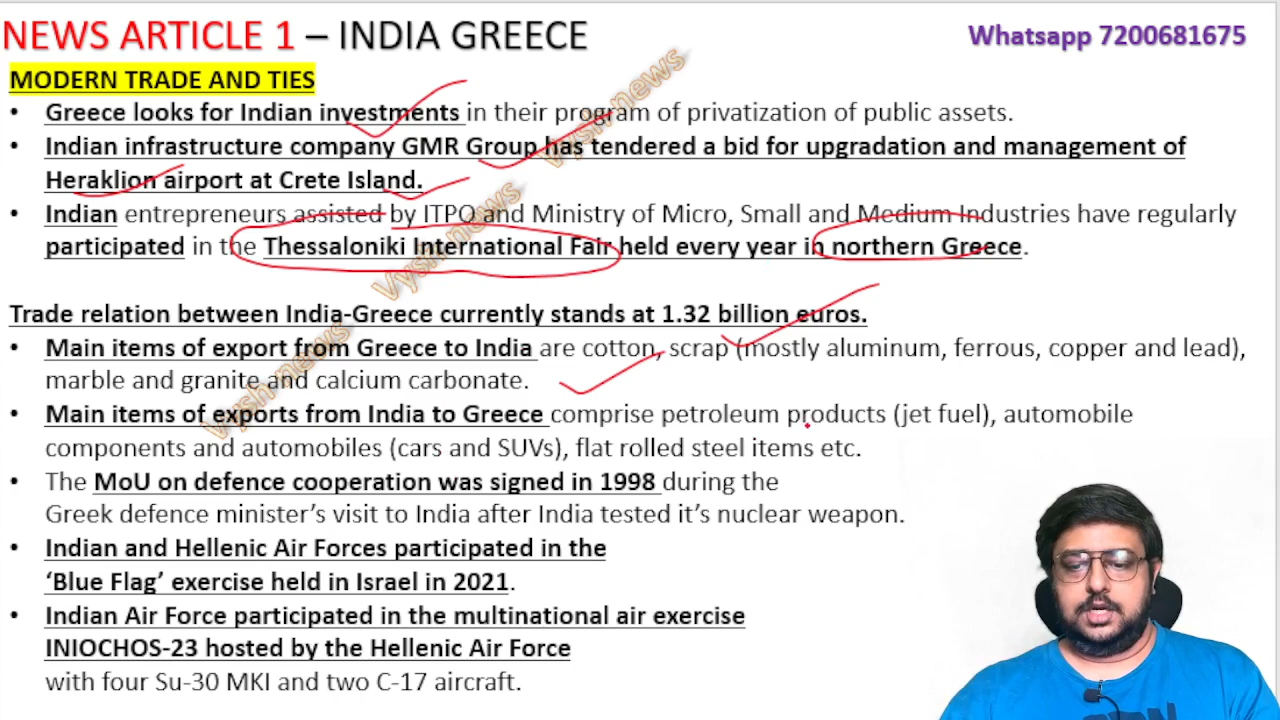 NEWS ARTICLE 1 – INDIA GREECE
Whatsapp 7200681675
MODERN TRADE AND TIES
• Greece looks for Indian investments in their program of privatization of public assets.
• Indian infrastructure company GMR Group has tendered a bid for upgradation and management of
Heraklion airport at Crete Island.
• Indian entrepreneurs assisted by ITPO and Ministry of Micro, Small and Medium Industries have regularly
participated in the Thessaloniki International Fair held every year in northern Greece.
Trade relation between India-Greece currently stands at 1.32 billion euros.
• Main items of export from Greece to India are cotton, scrap (mostly aluminum, ferrous, copper and lead),
marble and granite and calcium carbonate.
• Main items of exports from India to Greece comprise petroleum products (jet fuel), automobile
components and automobiles (cars and SUVs), flat rolled steel items etc.
• The MoU on defence cooperation was signed in 1998 during the
Greek defence minister's visit to India after India tested it's nuclear weapon.
• Indian and Hellenic Air Forces participated in the
‘Blue Flag’ exercise held in Israel in 2021.
• Indian Air Force participated in the multinational air exercise
INIOCHOS-23 hosted by the Hellenic Air Force
with four Su-30 MKI and two C-17 aircraft.
Vysh-news
Vysh-news
Vysh-news